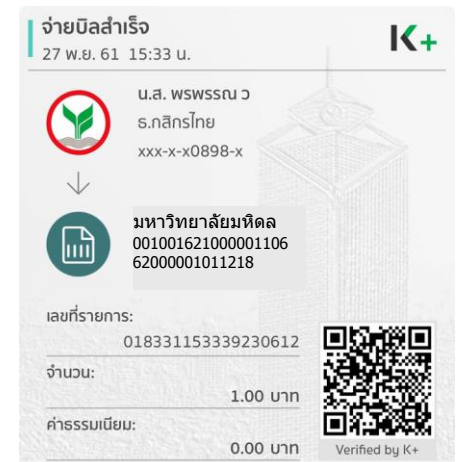 จ่ายบิลสำเร็จ
27 พ.ย. 61 15:33 น.
K+
น.ส. พรพรรณ ว
ธ.กสิกรไทย
xxx-x-x0898-x
มหาวิทยาลัยมหิดล
001001621000001106
62000001011218
เลขที่รายการ:
018331153339230612
จำนวน:
1.00 บาท
ค่าธรรมเนียม:
0.00 บาท
Verified by K+